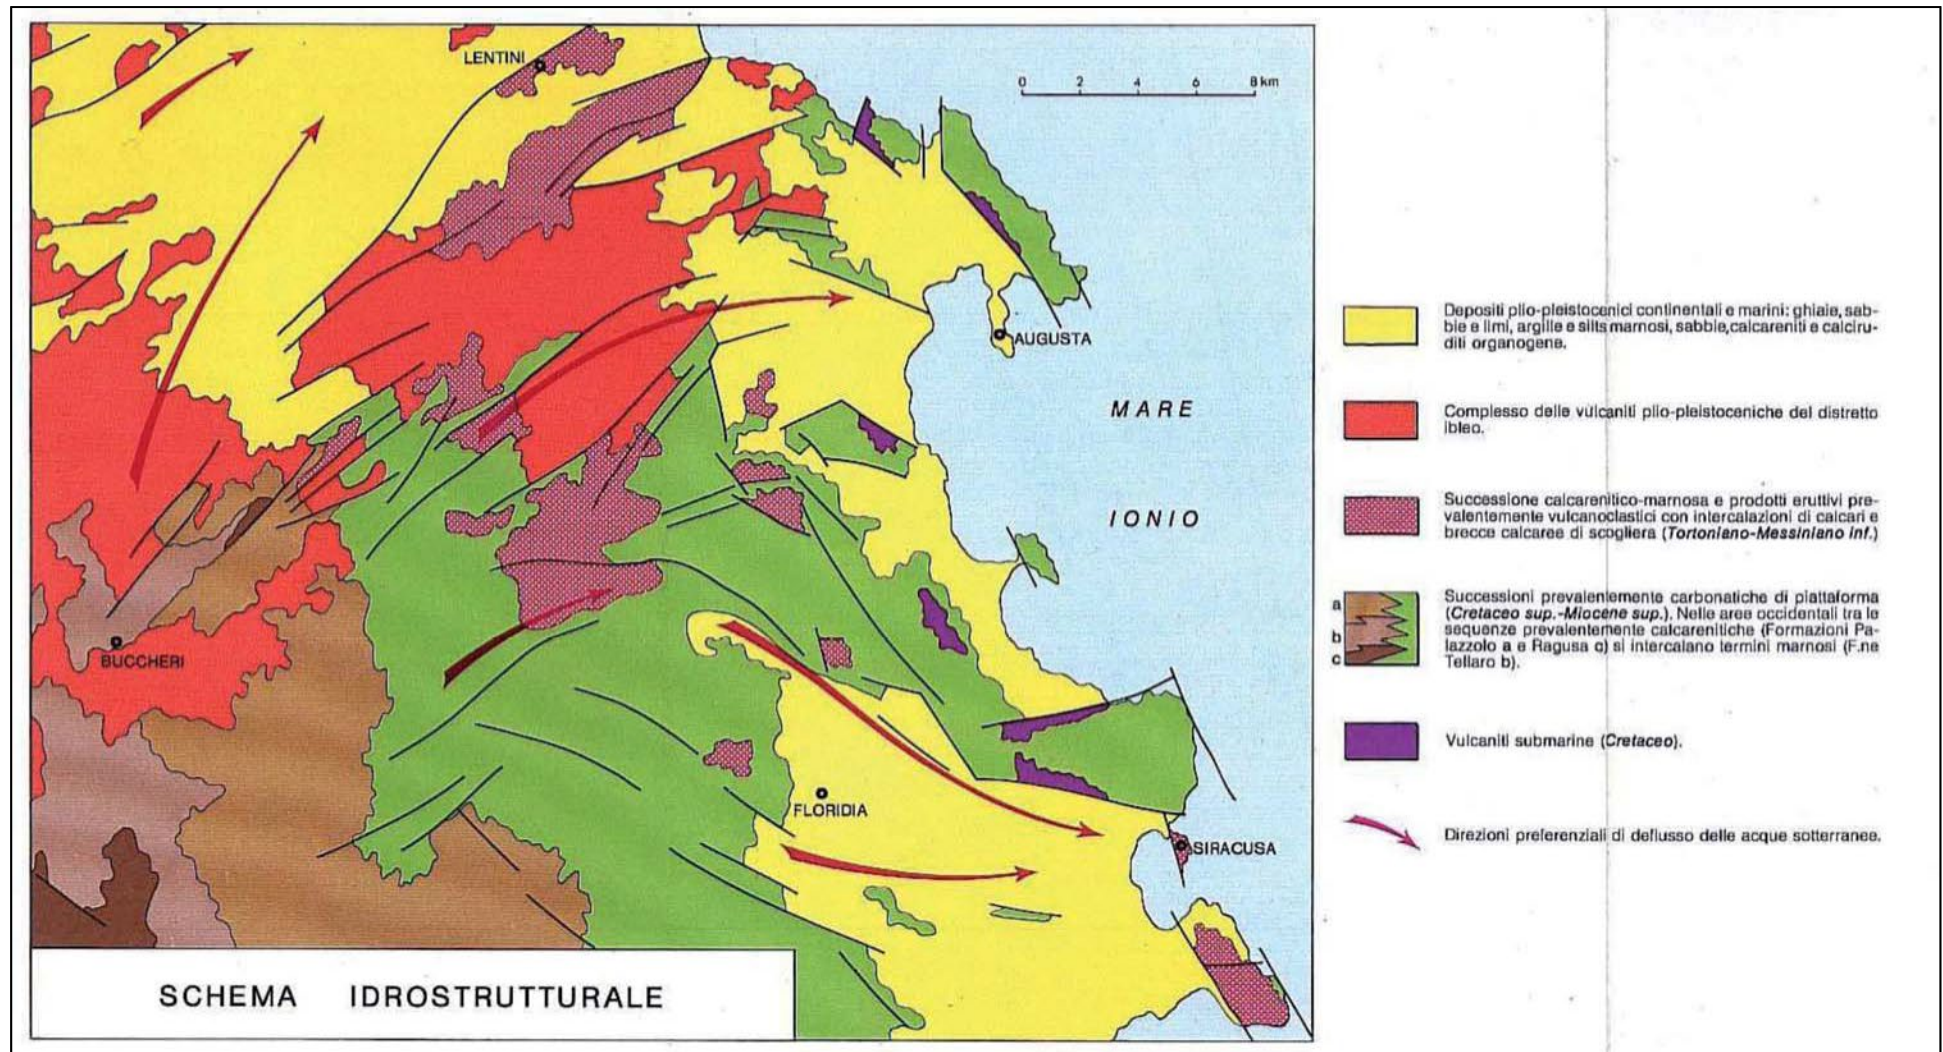 LENTINI
0 2 4 6 8 km
AUGUSTA
MARE
IONIO
BUCCHERI
FLORIDIA
SIRACUSA
SCHEMA IDROSTRUTTURALE
Depositi plio-pleistocenici continentali e marini: ghiaie, sab-
bie e limi, argille e silts marnosi, sabbie, calcareniti e calciru-
diti organogene.
Complesso delle vulcaniti plio-pleistoceniche del distretto
ibleo.
Successione calcarenitico-marnosa e prodotti eruttivi pre-
valentemente vulcanoclastici con intercalazioni di calcari e
brecce calcaree di scogliera (Tortoniano-Messiniano inf.)
a
b
c
Successioni prevalentemente carbonatiche di piattaforma
(Cretaceo sup.-Miocene sup.). Nelle aree occidentali tra le
sequenze prevalentemente calcarenitiche (Formazioni Pa-
lazzolo a e Ragusa c) si intercalano termini marnosi (F.ne
Tellaro b).
Vulcaniti submarine (Cretaceo).
Direzioni preferenziali di deflusso delle acque sotterranee.